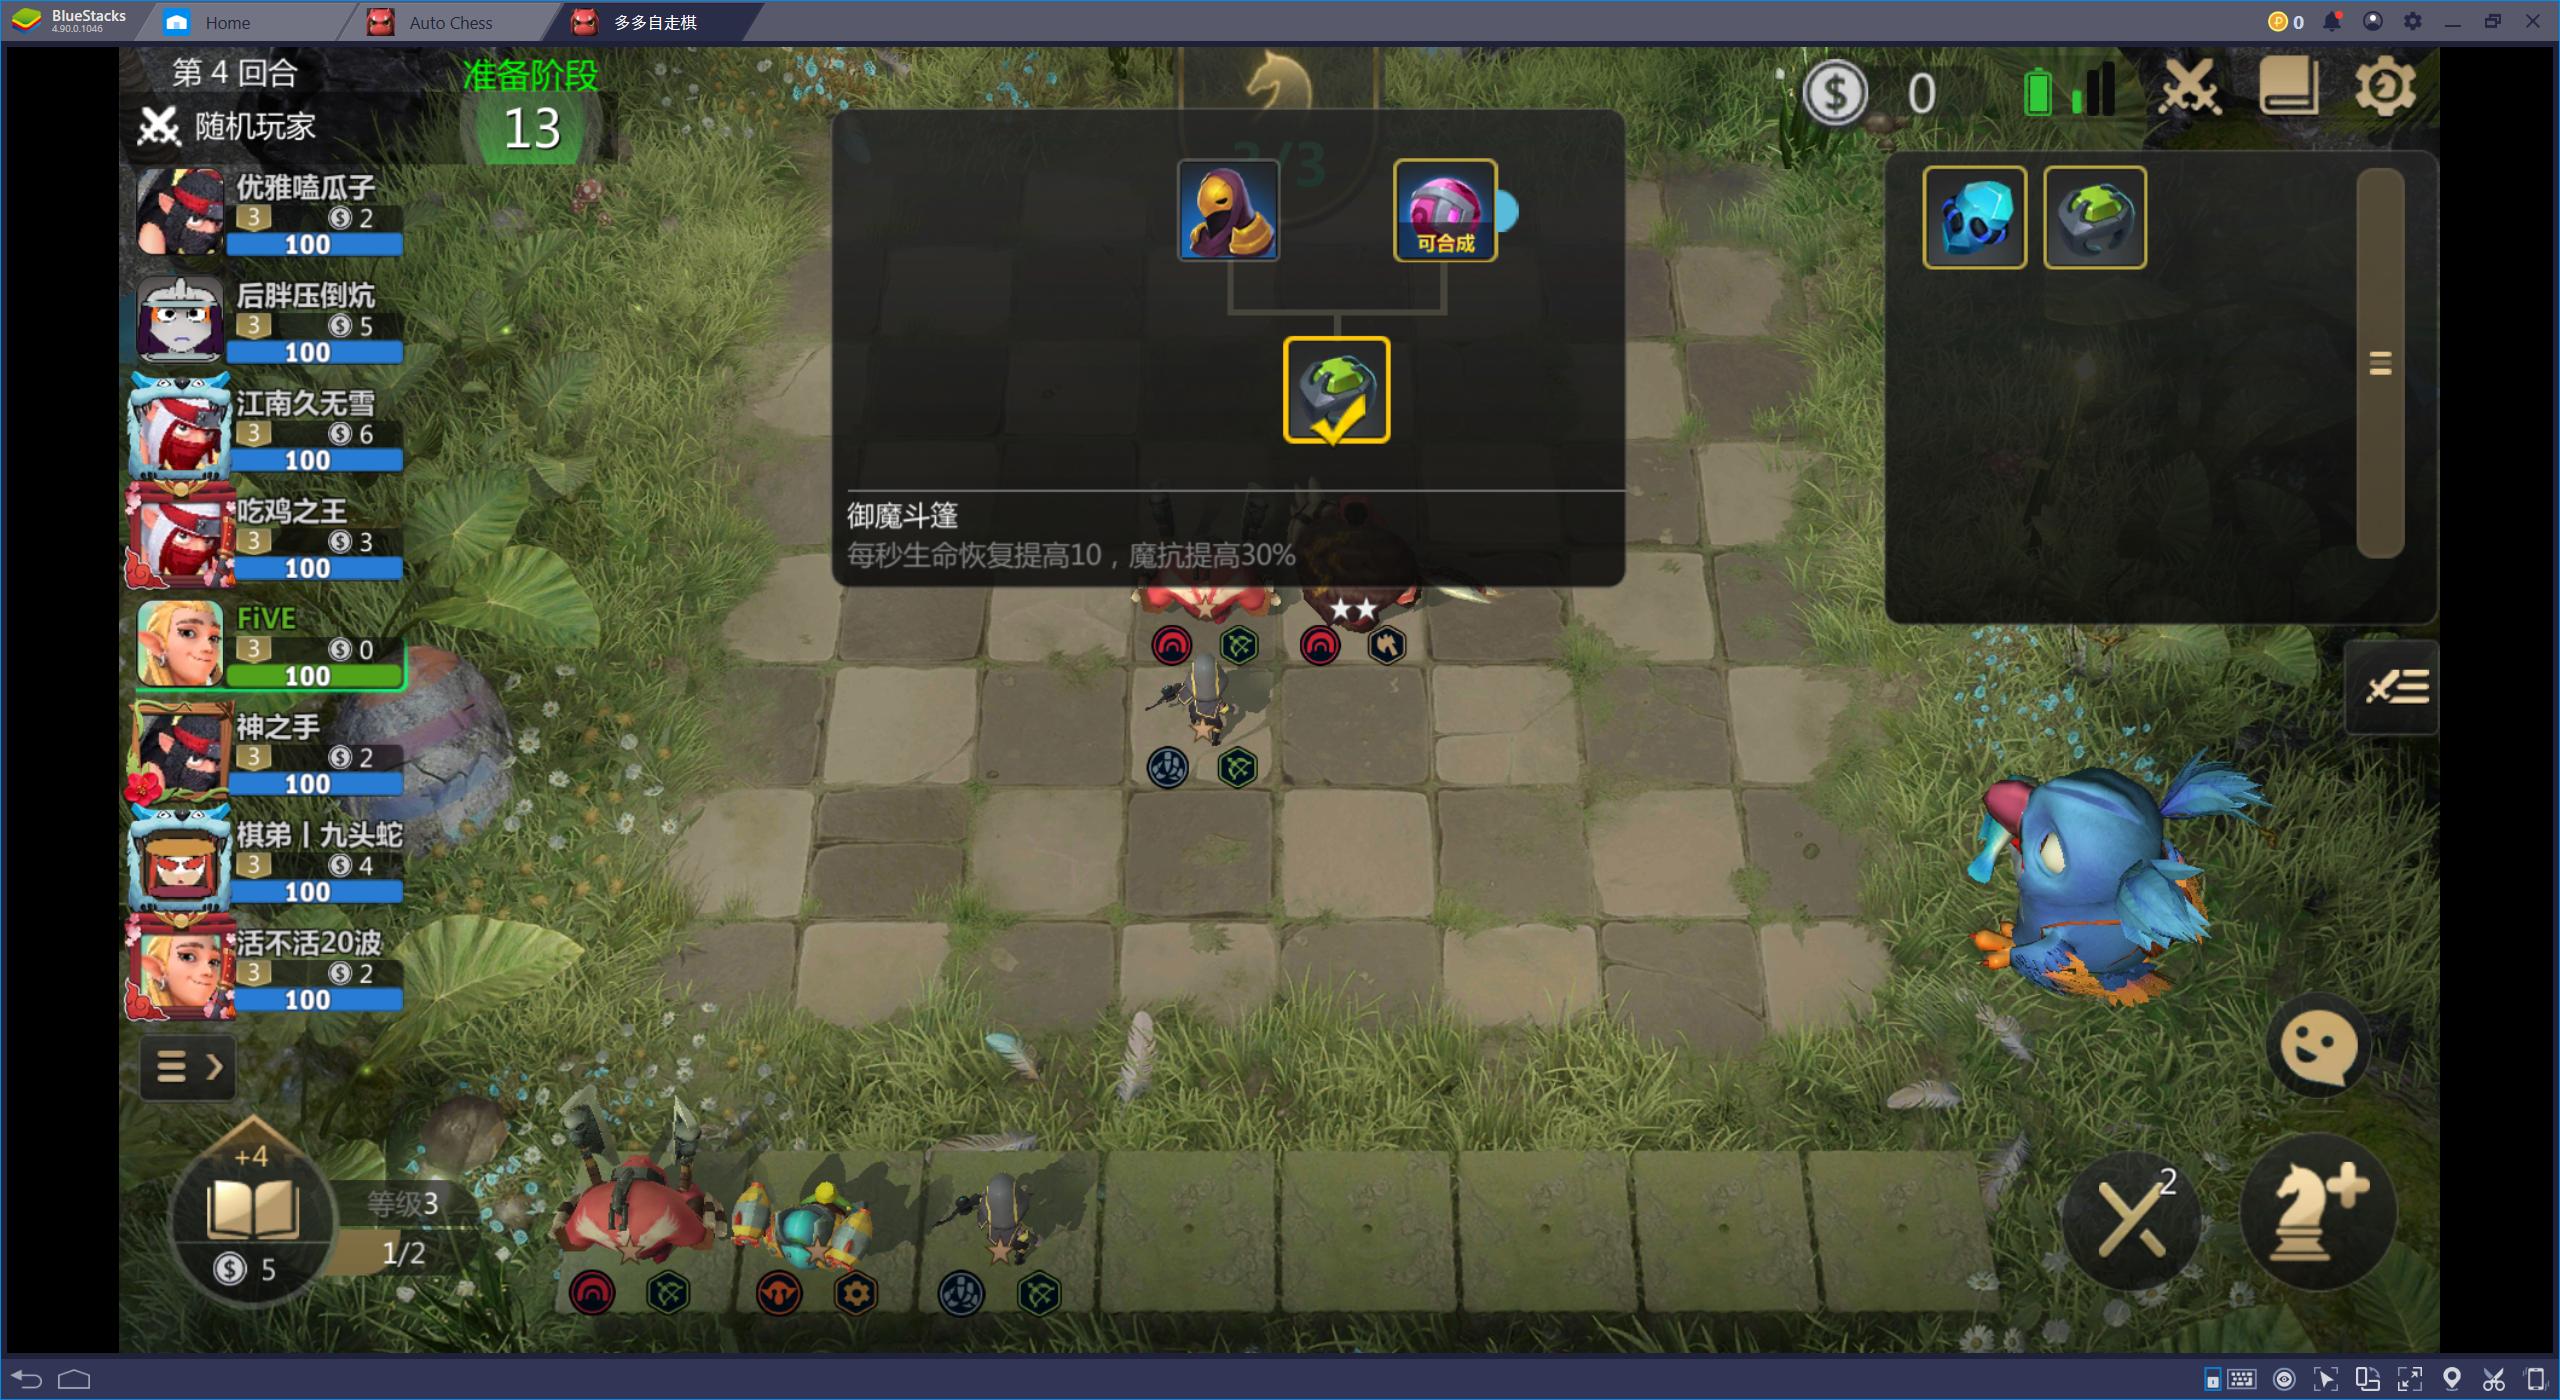 BlueStacks
4.90.0.1046
Home
Auto Chess
多多自走棋
0
第 4 回合
随机玩家
准备阶段
13
0
优雅嗑瓜子
3 2
100
后胖压倒炕
3 5
100
江南久无雪
3 6
100
吃鸡之王
3 3
100
FiVE
3 0
100
神之手
3 2
100
棋弟丨九头蛇
3 4
100
活不活20波
3 2
100
3/3
可合成
御魔斗篷
每秒生命恢复提高10，魔抗提高30%
+4
等级3
5
1/2
2